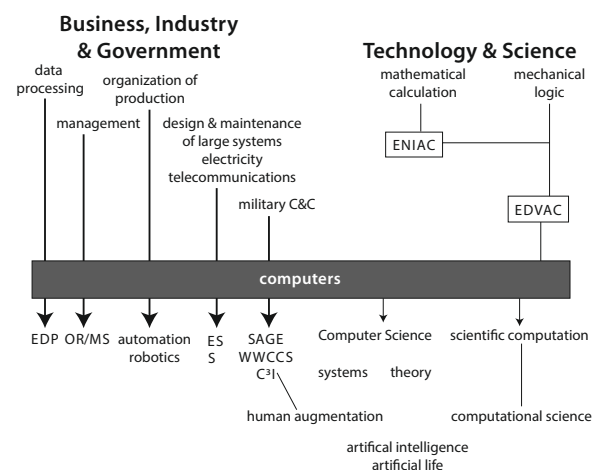 Business, Industry
& Government
Technology & Science
data
processing
organization of
production
management
design & maintenance
of large systems
electricity
telecommunications
military C&C
mathematical
calculation
mechanical
logic
ENIAC
EDVAC
computers
EDP
OR/MS
automation
robotics
ES
S
SAGE
WWCCS
C³I
Computer Science
systems theory
scientific computation
human augmentation
computational science
artifical intelligence
artificial life